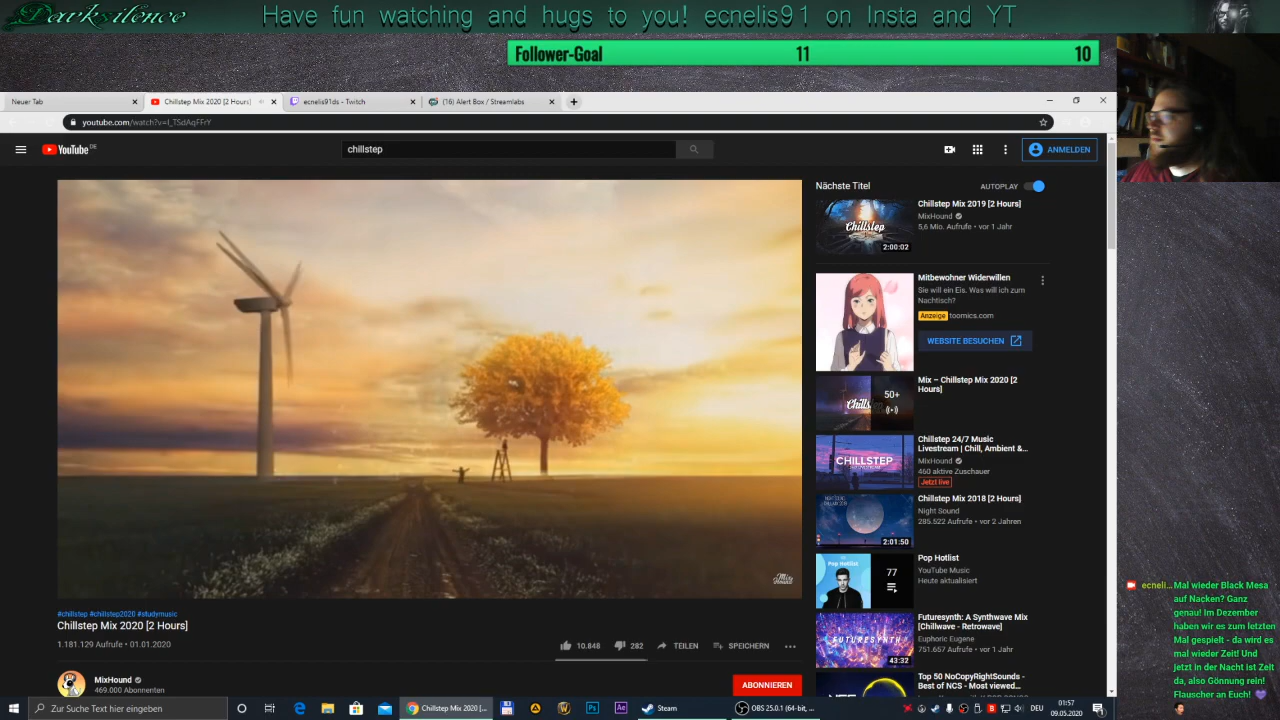 Darksilence
Have fun watching and hugs to you! ecnelis91 on Insta and YT
Follower-Goal 11 10
Neuer Tab
Chillstep Mix 2020 [2 Hours]
ecnelis91ds - Twitch
(16) Alert Box / Streamlabs
youtube.com/watch?v=l_TSdAqFFrY
YouTube DE
chillstep
ANMELDEN
Nächste Titel
AUTOPLAY
Chillstep Mix 2019 [2 Hours]
MixHound
5,6 Mio. Aufrufe • vor 1 Jahr
Chillstep
2:00:02
Mitbewohner Widerwillen
Sie will ein Eis. Was will ich zum
Nachtisch?
Anzeige toomics.com
WEBSITE BESUCHEN
Mix – Chillstep Mix 2020 [2
Hours]
50+
Chillstep 24/7 Music
Livestream | Chill, Ambient &...
MixHound
460 aktive Zuschauer
Jetzt live
CHILLSTEP
Chillstep Mix 2018 [2 Hours]
Night Sound
285.522 Aufrufe • vor 2 Jahren
2:01:50
Pop Hotlist
YouTube Music
Heute aktualisiert
Pop Hotlist
77
Futuresynth: A Synthwave Mix
[Chillwave - Retrowave]
Euphoric Eugene
751.657 Aufrufe • vor 1 Jahr
FUTURESYNTH
43:32
Top 50 NoCopyRightSounds -
Best of NCS - Most viewed...
Mix
Hound
#chillstep #chillstep2020 #studymusic
Chillstep Mix 2020 [2 Hours]
1.181.129 Aufrufe • 01.01.2020
10.848
282
TEILEN
SPEICHERN
MixHound
469.000 Abonnenten
ABONNIEREN
ecneli... Mal wieder Black Mesa
auf Nacken? Ganz
genau! Im Dezember
haben wir es zum letzten
Mal gespielt - da wird es
mal wieder Zeit! Und
jetzt in der Nacht ist Zeit
da, also Gönnung rein!
Flauscher an Euch!
Zur Suche Text hier eingeben
Chillstep Mix 2020 [...
Ps
Ae
Steam
OBS 25.0.1 (64-bit, ...
DEU
01:57
09.05.2020